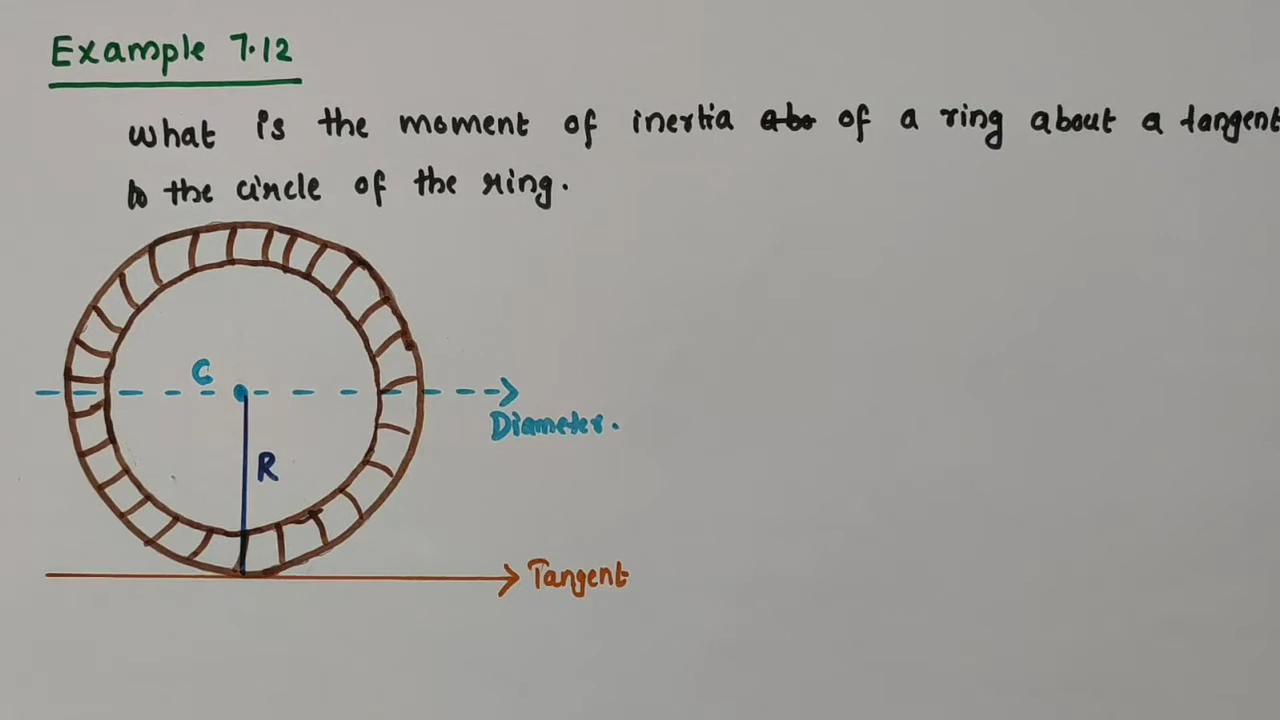 Example 7.12
What is the moment of inertia abo of a ring about a tangent
to the circle of the ring.
C
Diameter.
R
Tangent